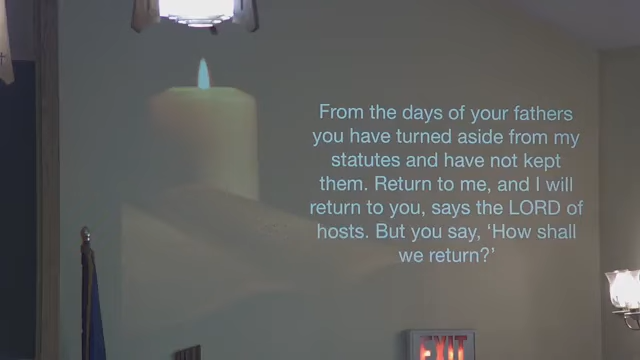 From the days of your fathers
you have turned aside from my
statutes and have not kept
them. Return to me, and I will
return to you, says the LORD of
hosts. But you say, ‘How shall
we return?’
EXIT